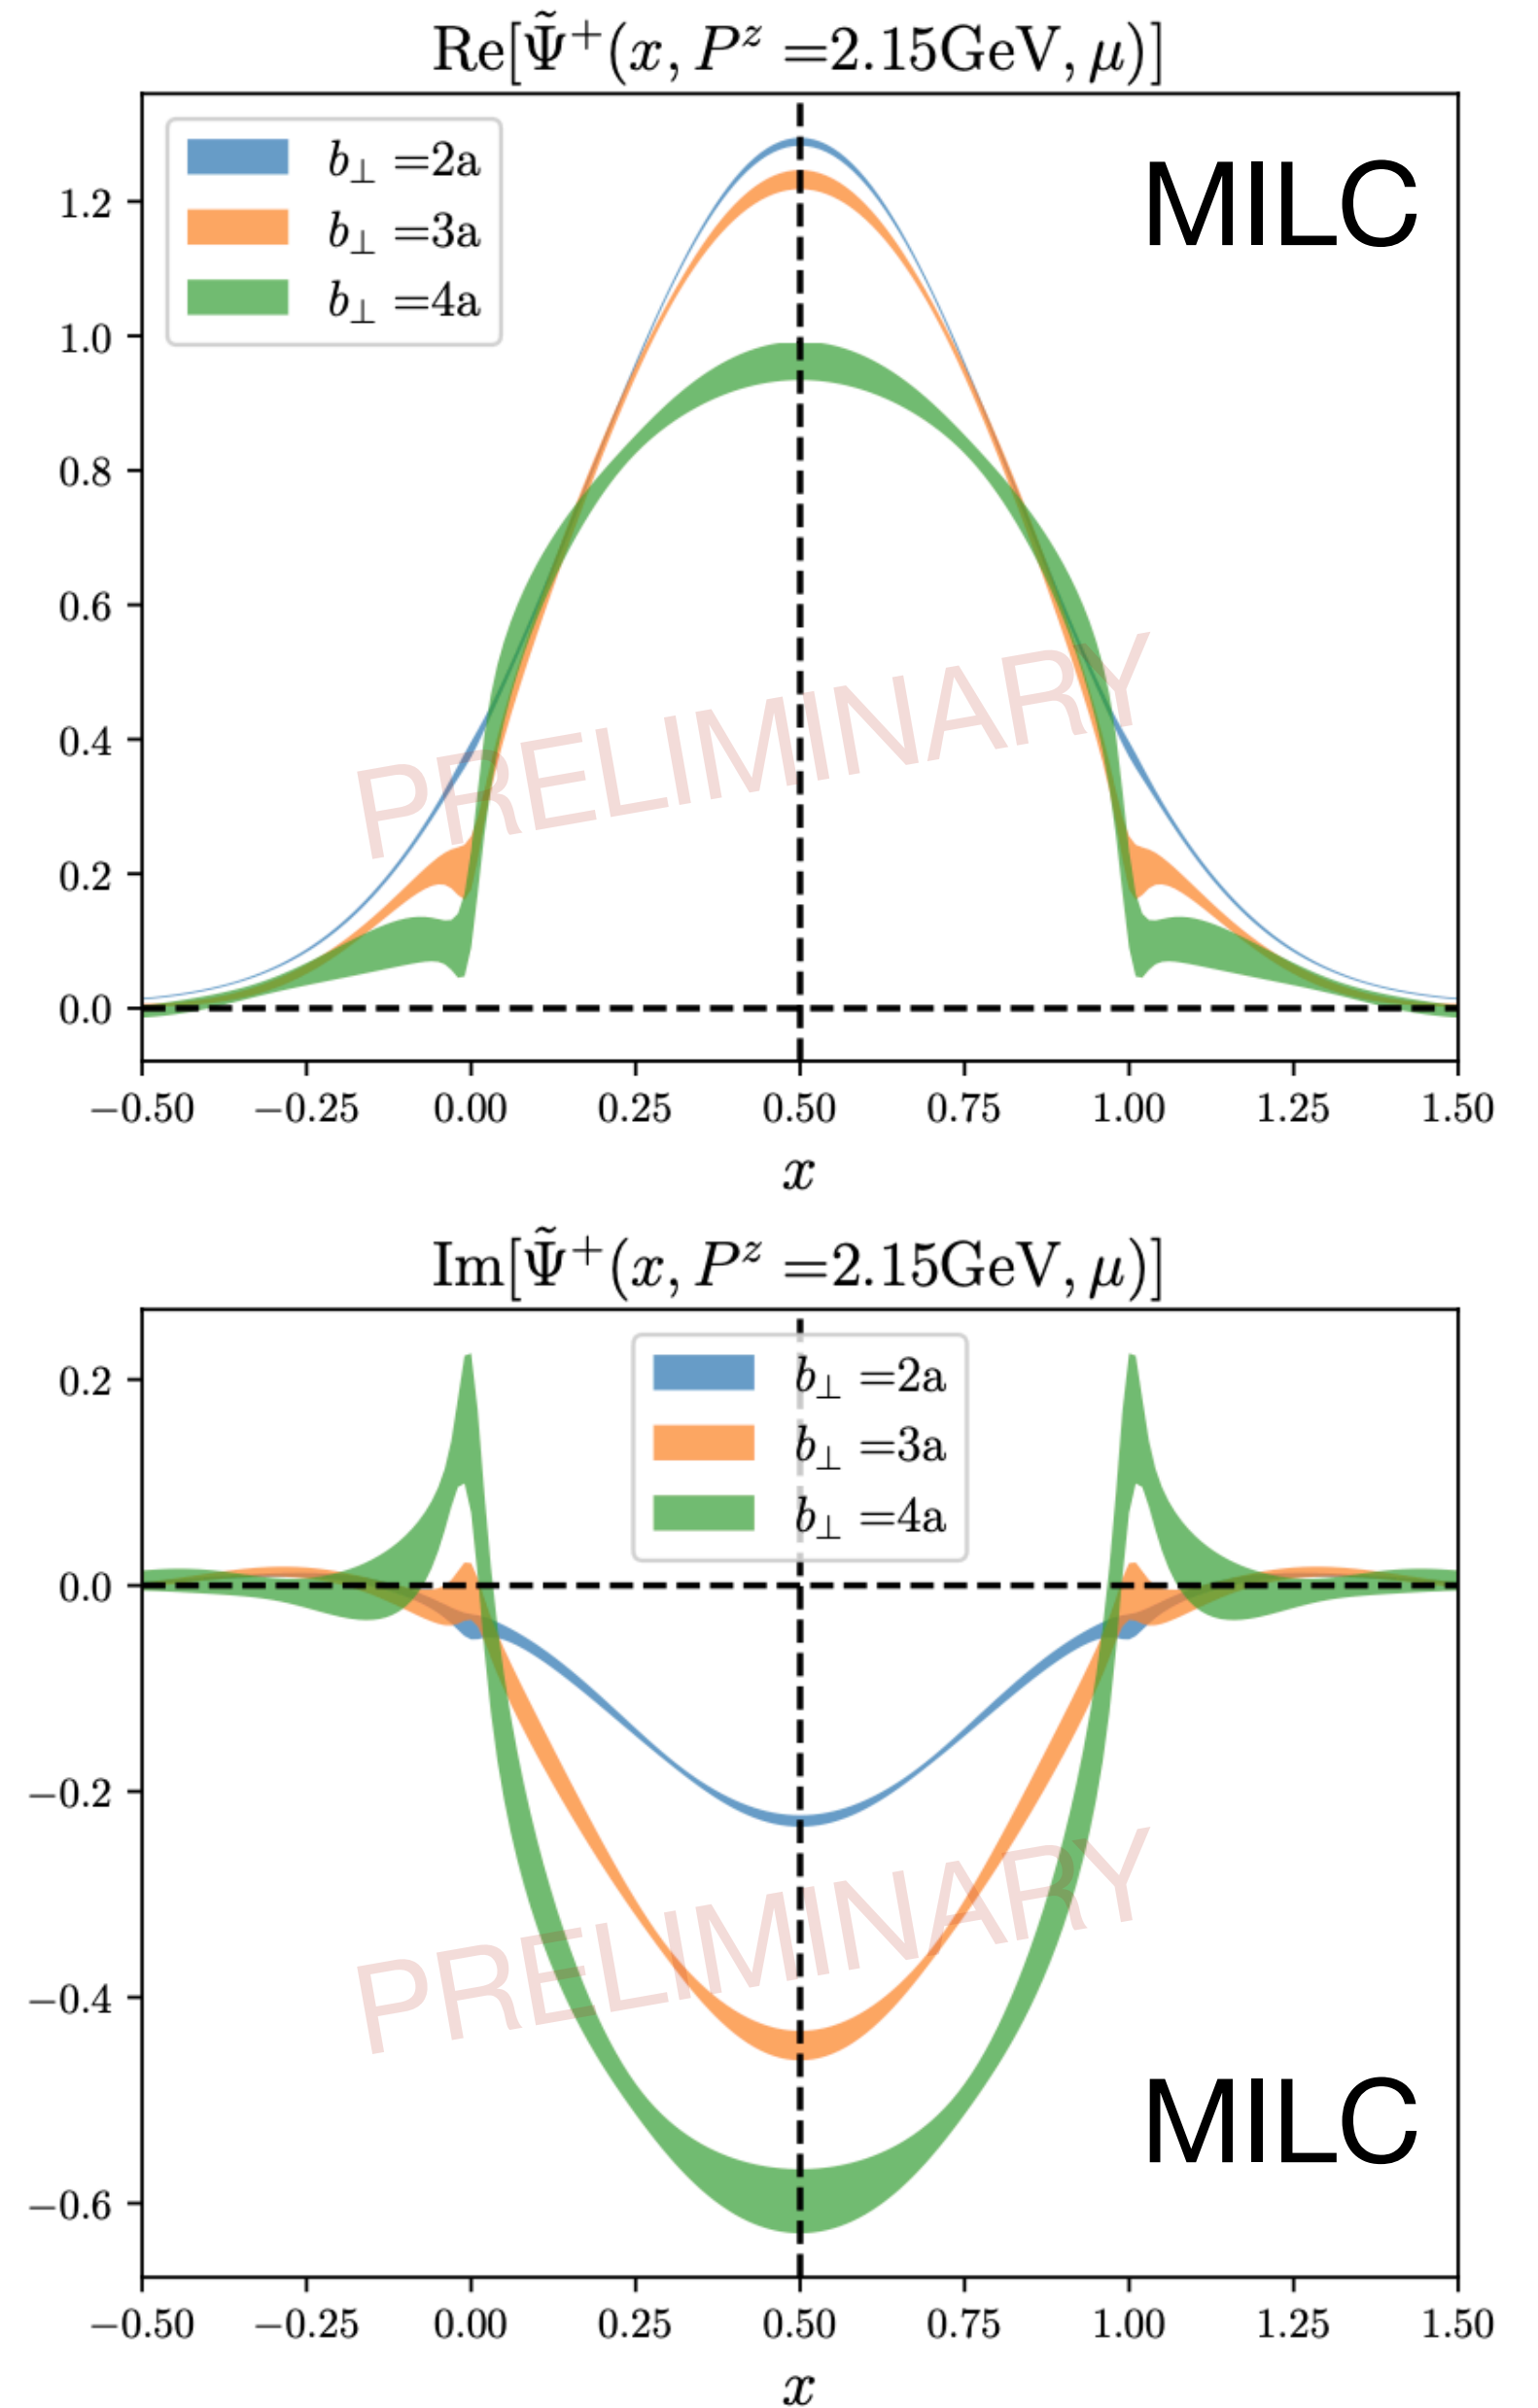 Re[Ψ̃⁺(x, Pᶻ =2.15GeV, μ)]
b⊥ =2a
b⊥ =3a
b⊥ =4a
MILC
1.2
1.0
0.8
0.6
0.4
0.2
0.0
PRELIMINARY
−0.50 −0.25 0.00 0.25 0.50 0.75 1.00 1.25 1.50
x
Im[Ψ̃⁺(x, Pᶻ =2.15GeV, μ)]
b⊥ =2a
b⊥ =3a
b⊥ =4a
0.2
0.0
−0.2
−0.4
−0.6
PRELIMINARY
MILC
−0.50 −0.25 0.00 0.25 0.50 0.75 1.00 1.25 1.50
x